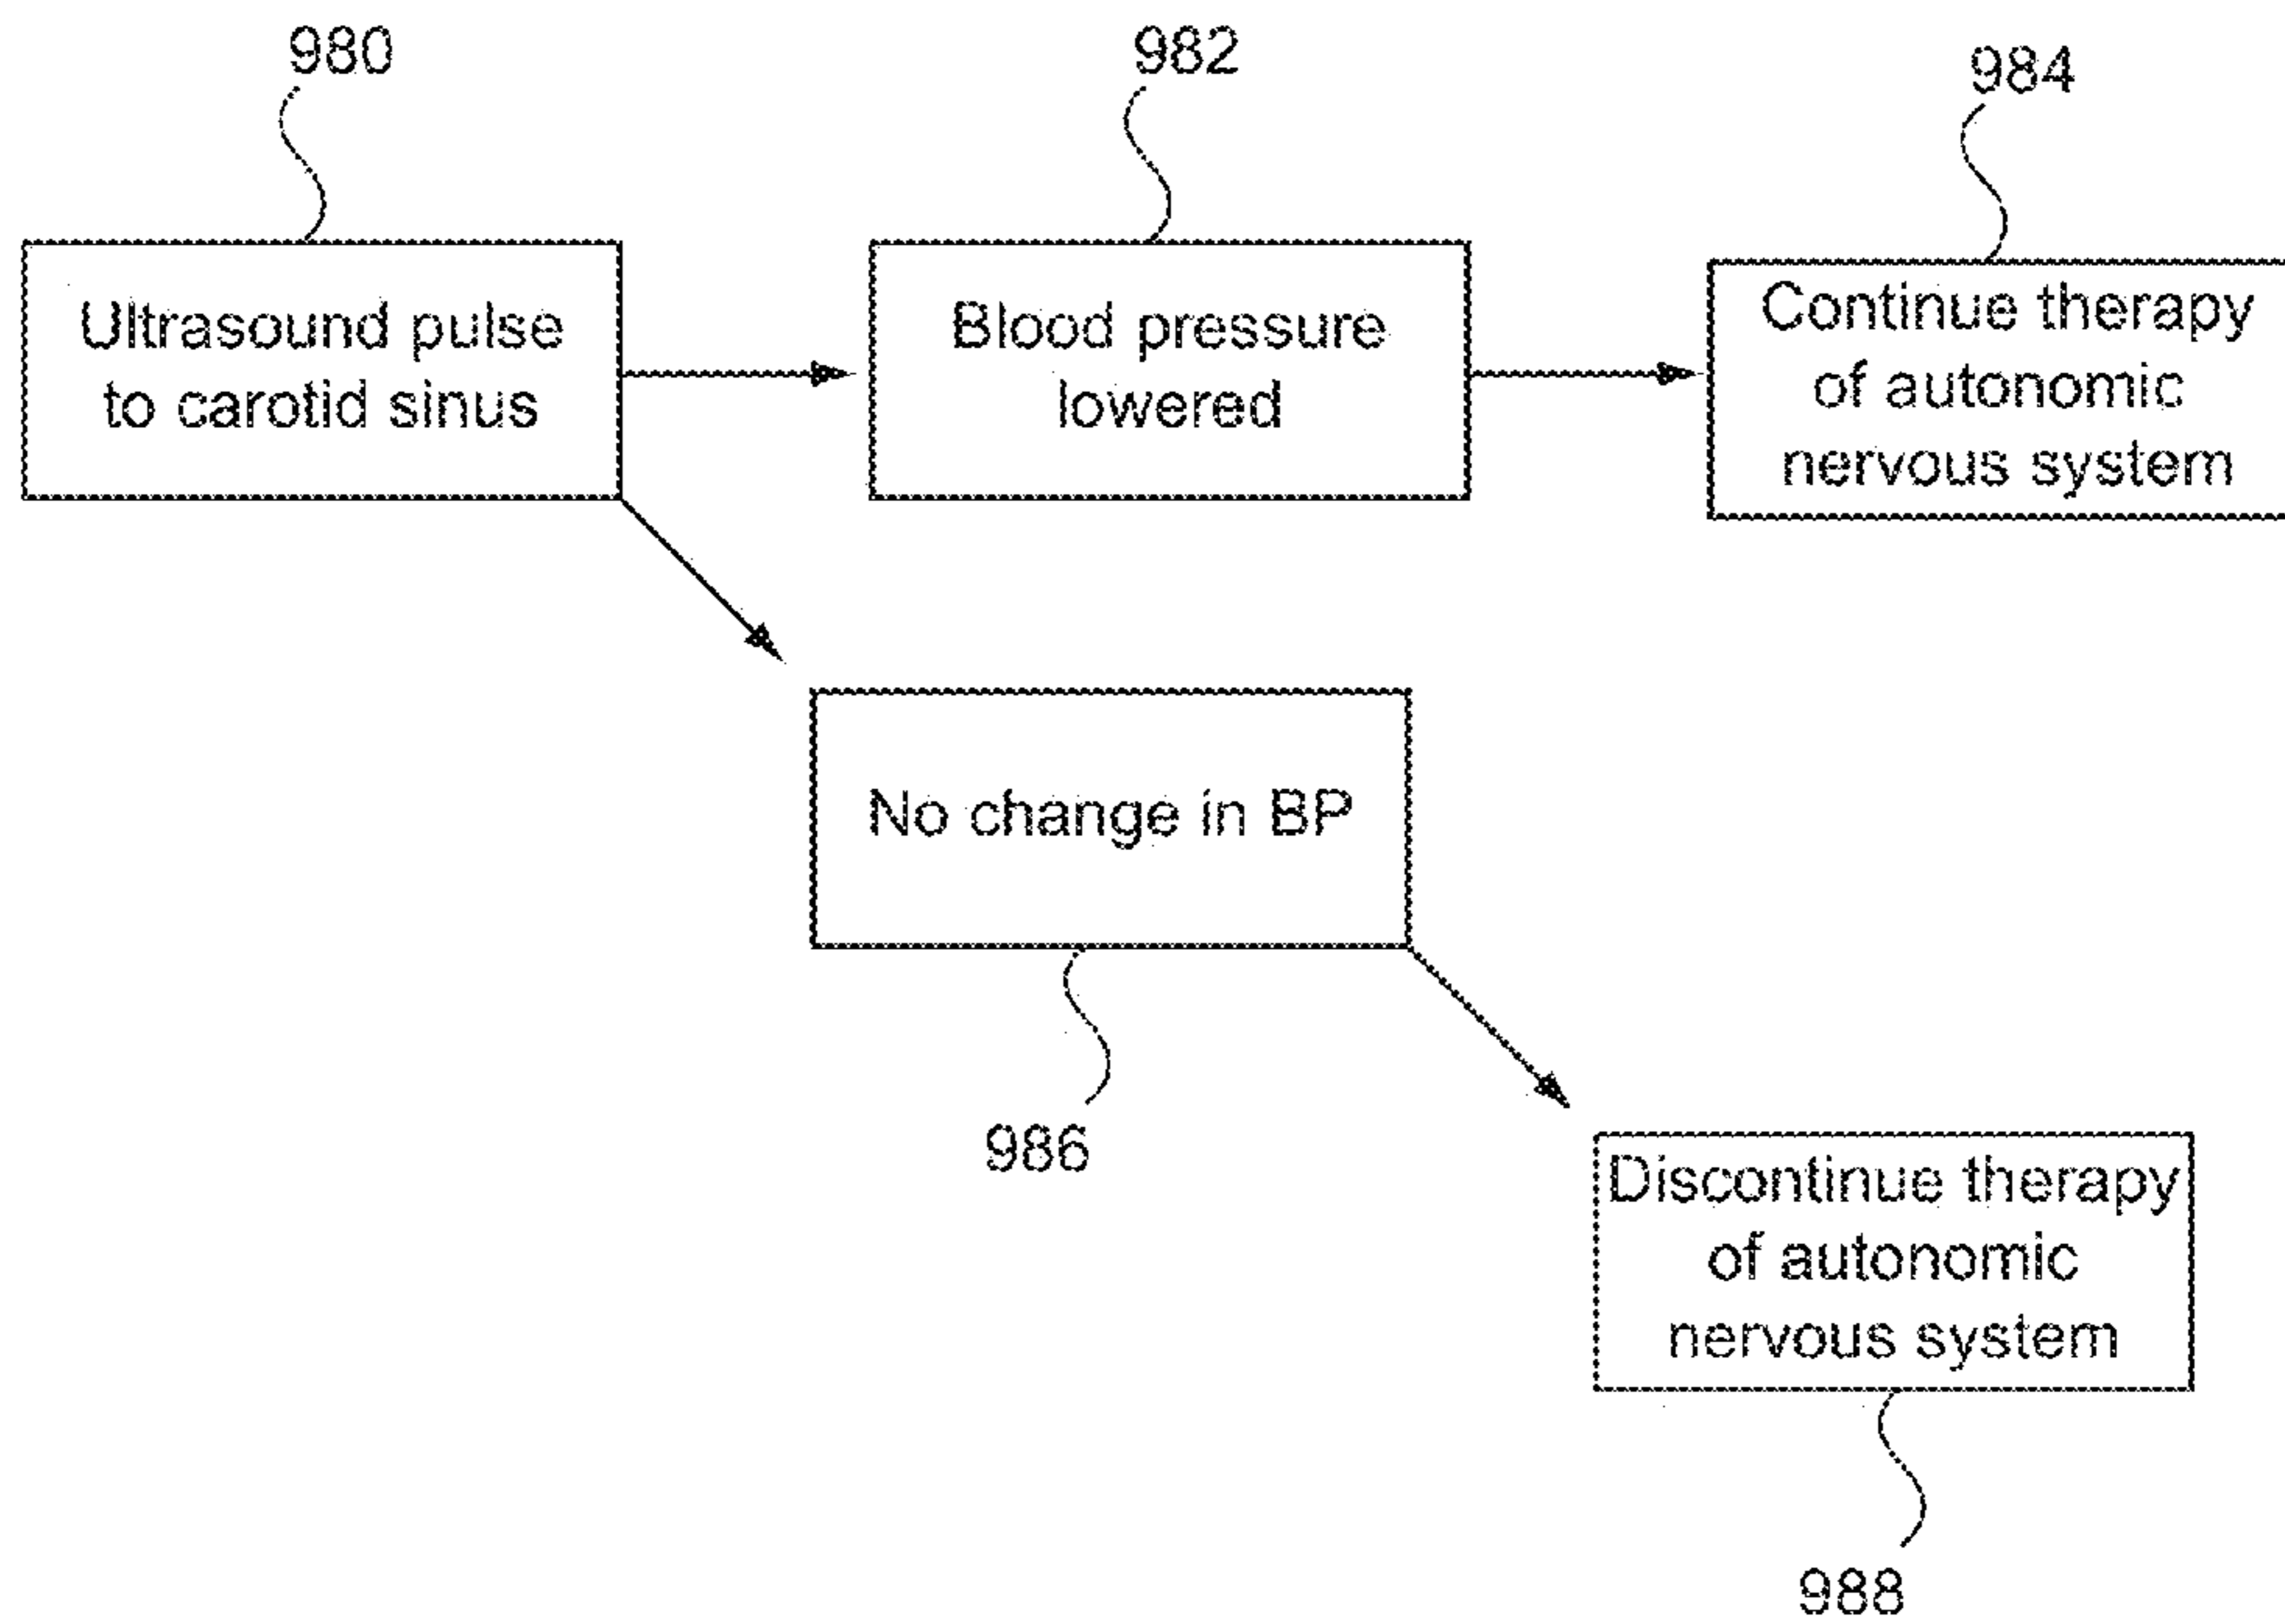 980
982
984
Ultrasound pulse
to carotid sinus
Blood pressure
lowered
Continue therapy
of autonomic
nervous system
No change in BP
986
Discontinue therapy
of autonomic
nervous system
988